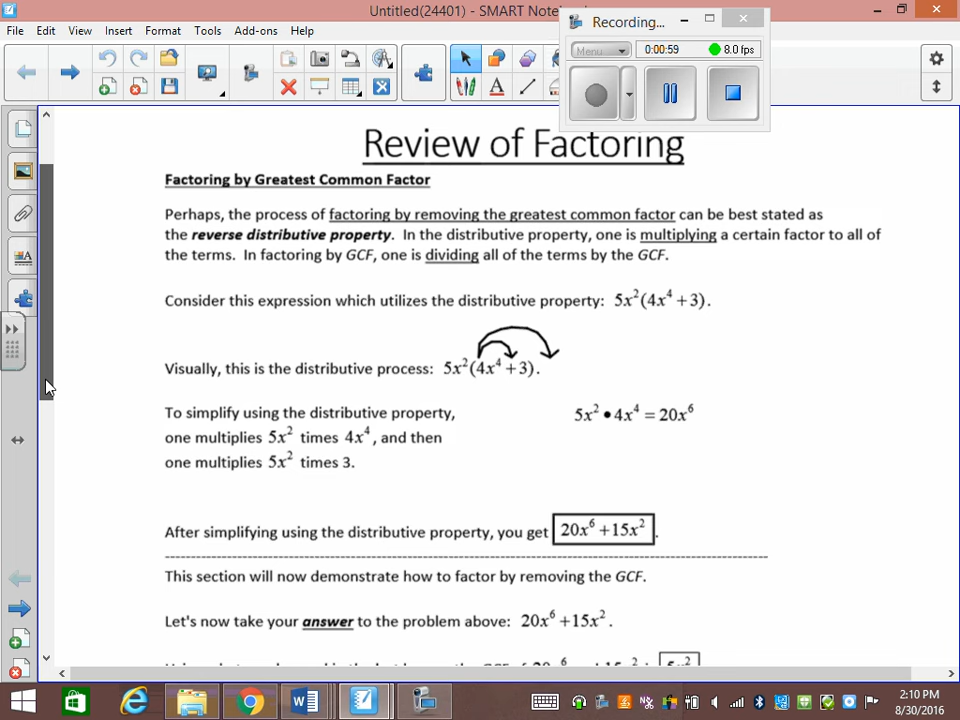 Untitled(24401) - SMART Note
Recording...
File Edit View Insert Format Tools Add-ons Help
Menu 0:00:59 8.0 fps
Review of Factoring
Factoring by Greatest Common Factor
Perhaps, the process of factoring by removing the greatest common factor can be best stated as
the reverse distributive property. In the distributive property, one is multiplying a certain factor to all of
the terms. In factoring by GCF, one is dividing all of the terms by the GCF.
Consider this expression which utilizes the distributive property: 5x²(4x⁴+3).
Visually, this is the distributive process: 5x²(4x⁴+3).
To simplify using the distributive property,
one multiplies 5x² times 4x⁴, and then
one multiplies 5x² times 3.
5x²•4x⁴=20x⁶
After simplifying using the distributive property, you get 20x⁶+15x².
This section will now demonstrate how to factor by removing the GCF.
Let's now take your answer to the problem above: 20x⁶+15x².
2:10 PM
8/30/2016